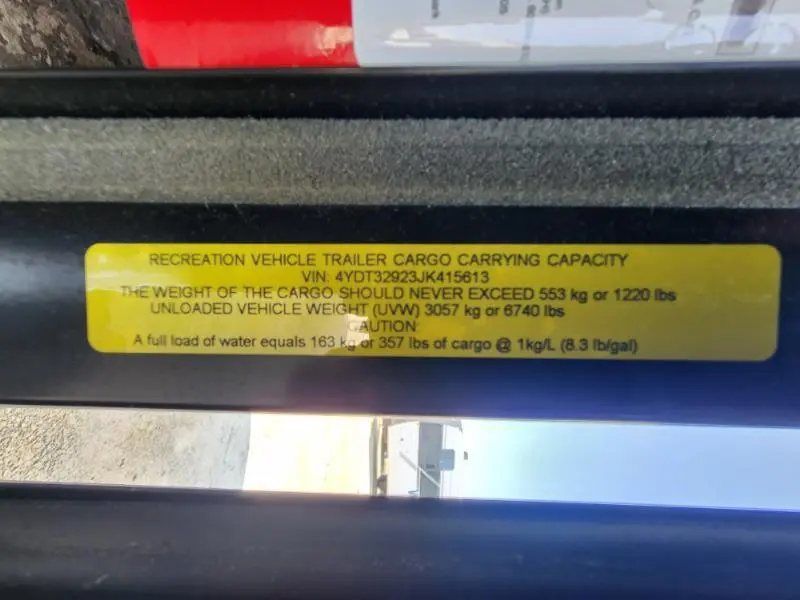 RECREATION VEHICLE TRAILER CARGO CARRYING CAPACITY
VIN: 4YDT32923JK415613
THE WEIGHT OF THE CARGO SHOULD NEVER EXCEED 553 kg or 1220 lbs
UNLOADED VEHICLE WEIGHT (UVW) 3057 kg or 6740 lbs
CAUTION
A full load of water equals 163 kg or 357 lbs of cargo @ 1kg/L (8.3 lb/gal)